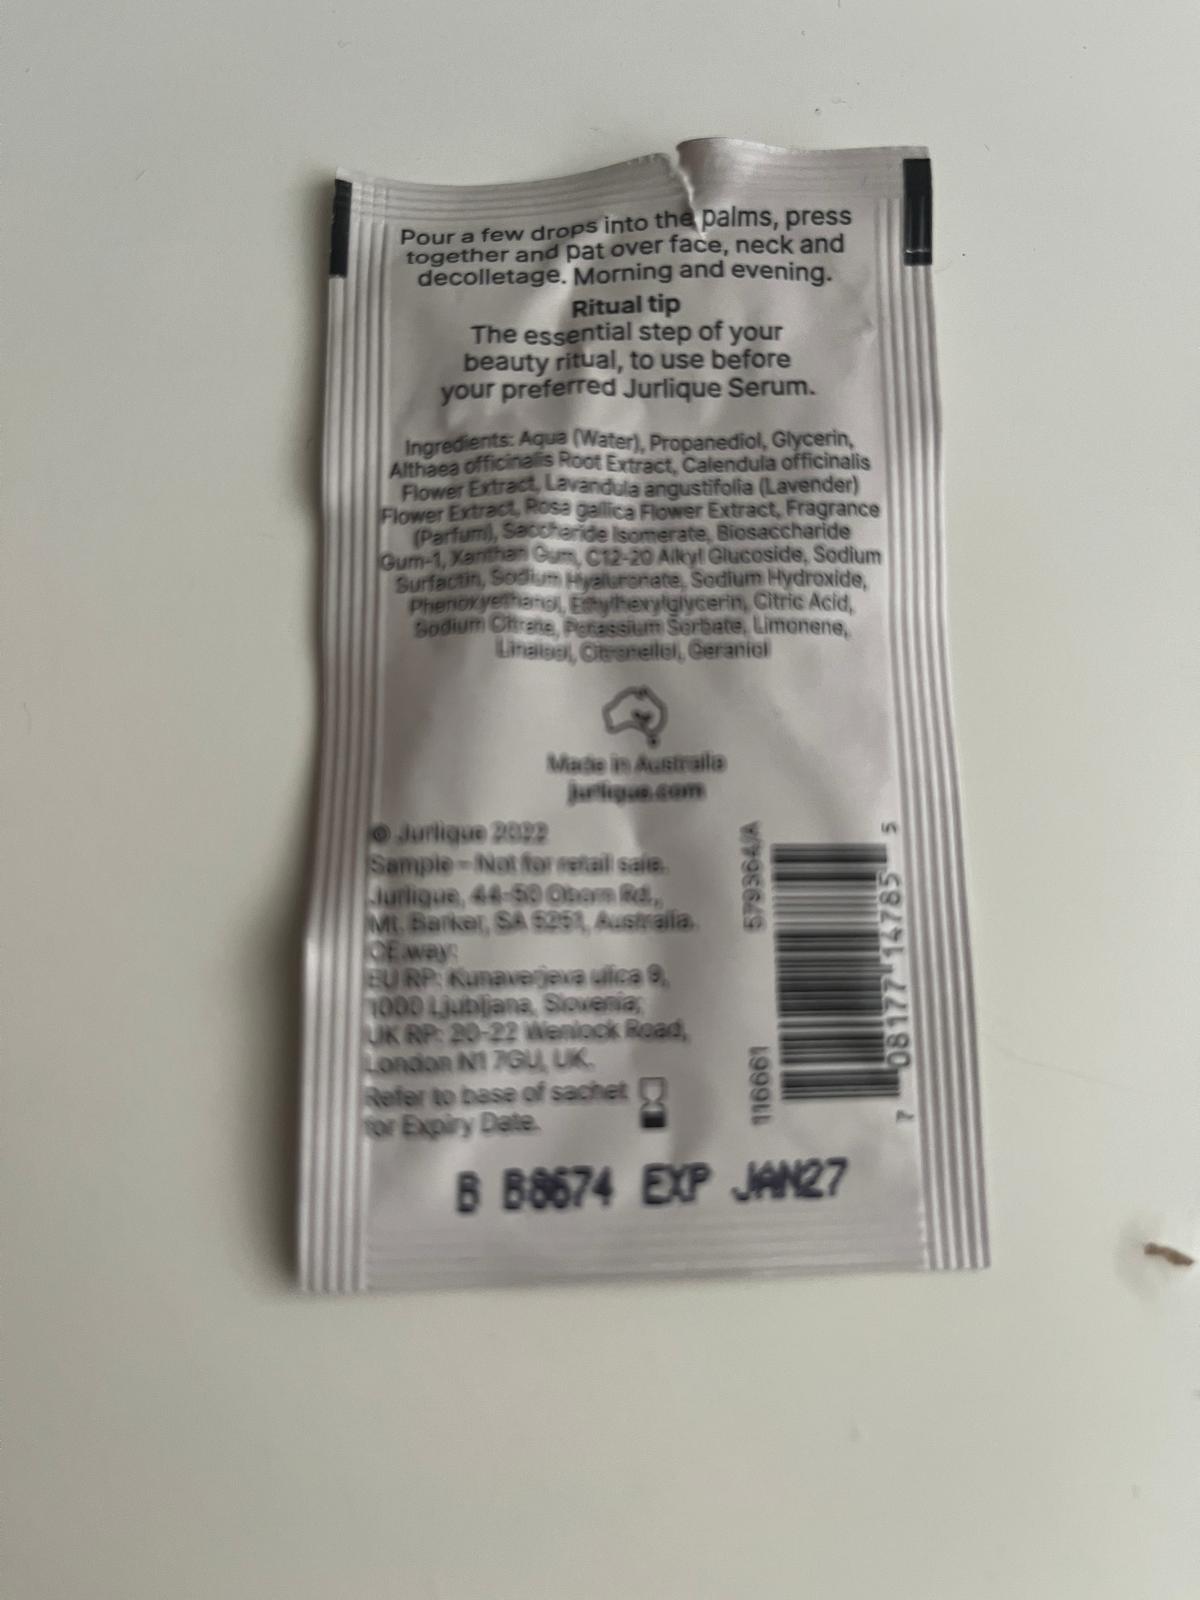 Pour a few drops into the palms, press
together and pat over face, neck and
decolletage. Morning and evening.
Ritual tip
The essential step of your
beauty ritual, to use before
your preferred Jurlique Serum.
Ingredients: Aqua (Water), Propanediol, Glycerin,
Althaea officinalis Root Extract, Calendula officinalis
Flower Extract, Lavandula angustifolia (Lavender)
Flower Extract, Rosa gallica Flower Extract, Fragrance
(Parfum), Saccharide Isomerate, Biosaccharide
Gum-1, Xanthan Gum, C12-20 Alkyl Glucoside, Sodium
Surfactin, Sodium Hyaluronate, Sodium Hydroxide,
Phenoxyethanol, Ethylhexylglycerin, Citric Acid,
Sodium Citrate, Potassium Sorbate, Limonene,
Linalool, Citronellol, Geraniol
Made in Australia
jurlique.com
© Jurlique 2022
Sample – Not for retail sale.
Jurlique, 44-50 Oborn Rd.,
Mt. Barker, SA 5251, Australia.
CE.way:
EU RP: Kunaverjeva ulica 9,
1000 Ljubljana, Slovenia;
UK RP: 20-22 Wenlock Road,
London N1 7GU, UK.
Refer to base of sachet
for Expiry Date.
116661
579364/A
7 08177 14785 5
B B8674 EXP JAN27